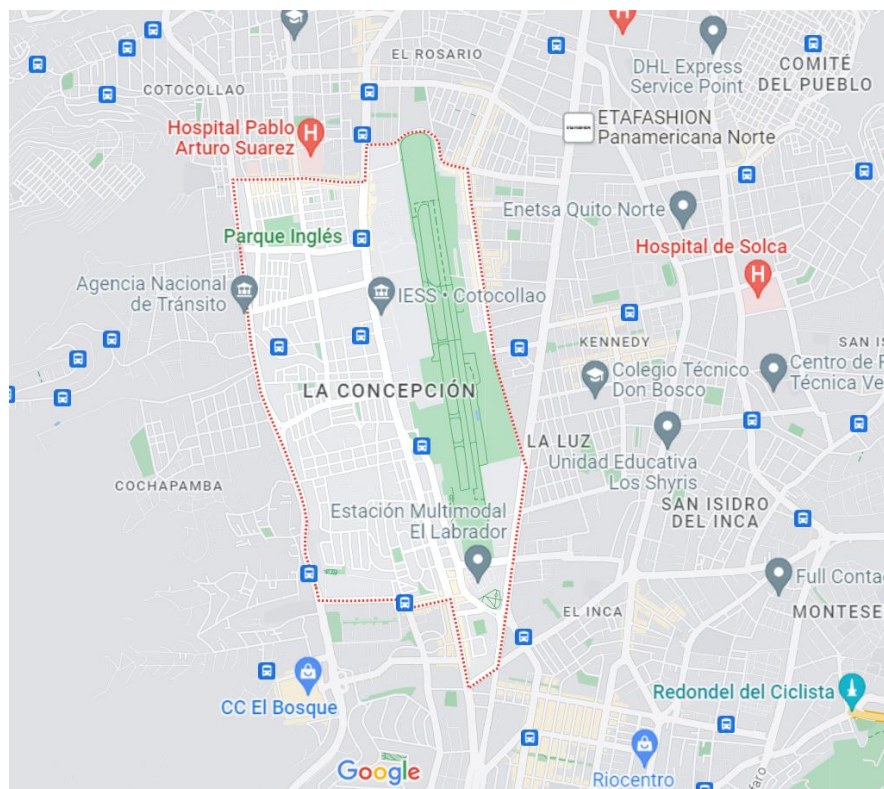 EL ROSARIO
DHL Express
Service Point
COMITÉ
DEL PUEBLO
COTOCOLLAO
ETAFASHION
Panamericana Norte
Hospital Pablo
Arturo Suarez
H
H
Enetsa Quito Norte
Parque Inglés
Hospital de Solca
H
Agencia Nacional
de Tránsito
IESS • Cotocollao
KENNEDY
SAN IS
Colegio Técnico
Don Bosco
Centro de F
Técnica Ve
LA CONCEPCIÓN
LA LUZ
Unidad Educativa
Los Shyris
COCHAPAMBA
Estación Multimodal
El Labrador
SAN ISIDRO
DEL INCA
Full Conta
EL INCA
MONTESE
Redondel del Ciclista
CC El Bosque
Google
Riocentro
faro